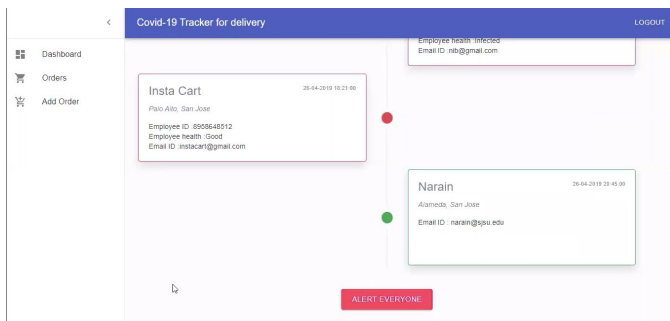 <
Covid-19 Tracker for delivery
LOGOUT
Dashboard
Orders
Add Order
Employee health :Infected
Email ID :nib@gmail.com
Insta Cart
26-04-2019 18:21:00
Palo Alto, San Jose
Employee ID :8958648512
Employee health :Good
Email ID :instacart@gmail.com
Narain
26-04-2019 20:45:00
Alameda, San Jose
Email ID : narain@sjsu.edu
ALERT EVERYONE